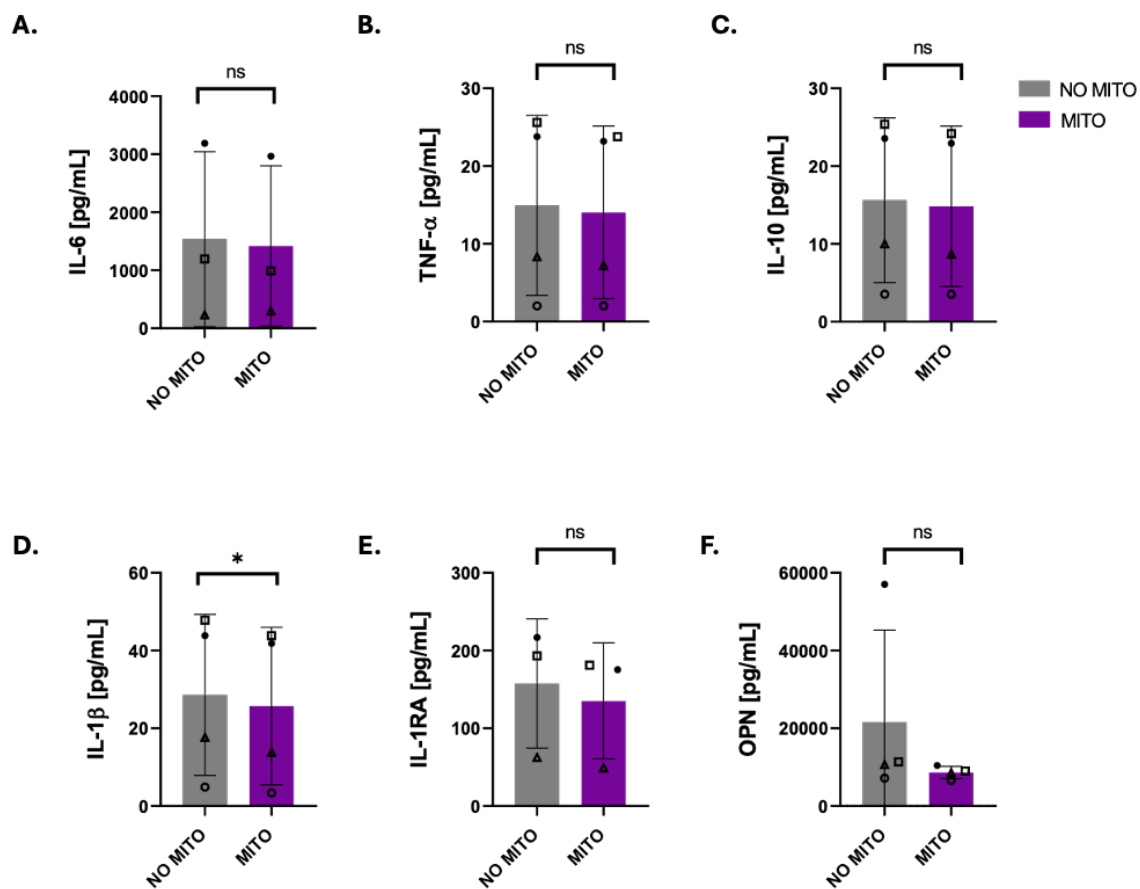 A.
ns
IL-6 [pg/mL]
4000
3000
2000
1000
0
NO MITO
MITO
B.
ns
TNF-α [pg/mL]
30
20
10
0
NO MITO
MITO
C.
ns
IL-10 [pg/mL]
30
20
10
0
NO MITO
MITO
NO MITO
MITO
D.
*
IL-1β [pg/mL]
60
40
20
0
NO MITO
MITO
E.
ns
IL-1RA [pg/mL]
300
200
100
0
NO MITO
MITO
F.
ns
OPN [pg/mL]
60000
40000
20000
0
NO MITO
MITO